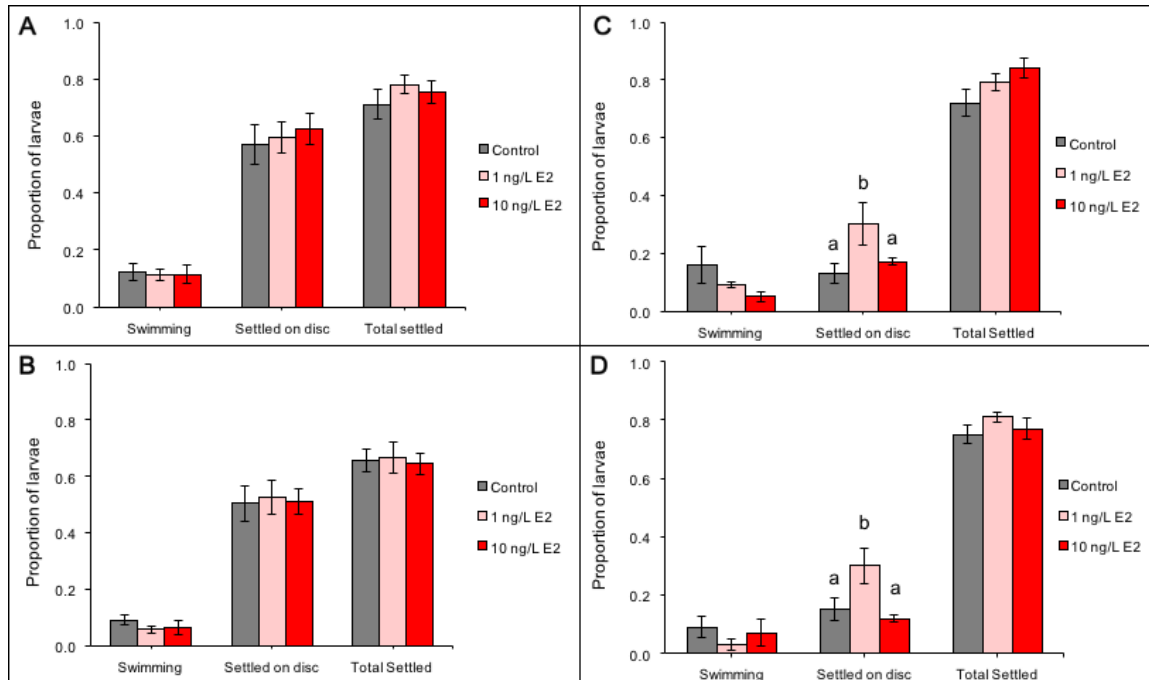 A
1.0
0.8
0.6
0.4
0.2
0.0
Proportion of larvae
Swimming Settled on disc Total settled
Control
1 ng/L E2
10 ng/L E2
B
1.0
0.8
0.6
0.4
0.2
0.0
Proportion of larvae
Swimming Settled on disc Total Settled
Control
1 ng/L E2
10 ng/L E2
C
1.0
0.8
0.6
0.4
0.2
0.0
Proportion of larvae
a b a
Swimming Settled on disc Total Settled
Control
1 ng/L E2
10 ng/L E2
D
1.0
0.8
0.6
0.4
0.2
0.0
Proportion of larvae
a b a
Swimming Settled on disc Total Settled
Control
1 ng/L E2
10 ng/L E2